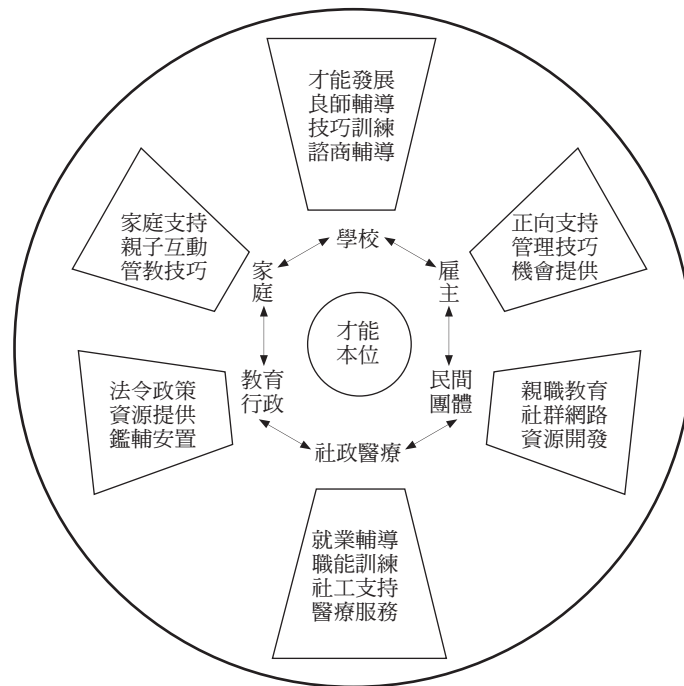 才能發展
良師輔導
技巧訓練
諮商輔導
家庭支持
親子互動
管教技巧
正向支持
管理技巧
機會提供
學校
家庭
雇主
才能
本位
教育
行政
民間
團體
社政醫療
法令政策
資源提供
鑑輔安置
親職教育
社群網路
資源開發
就業輔導
職能訓練
社工支持
醫療服務